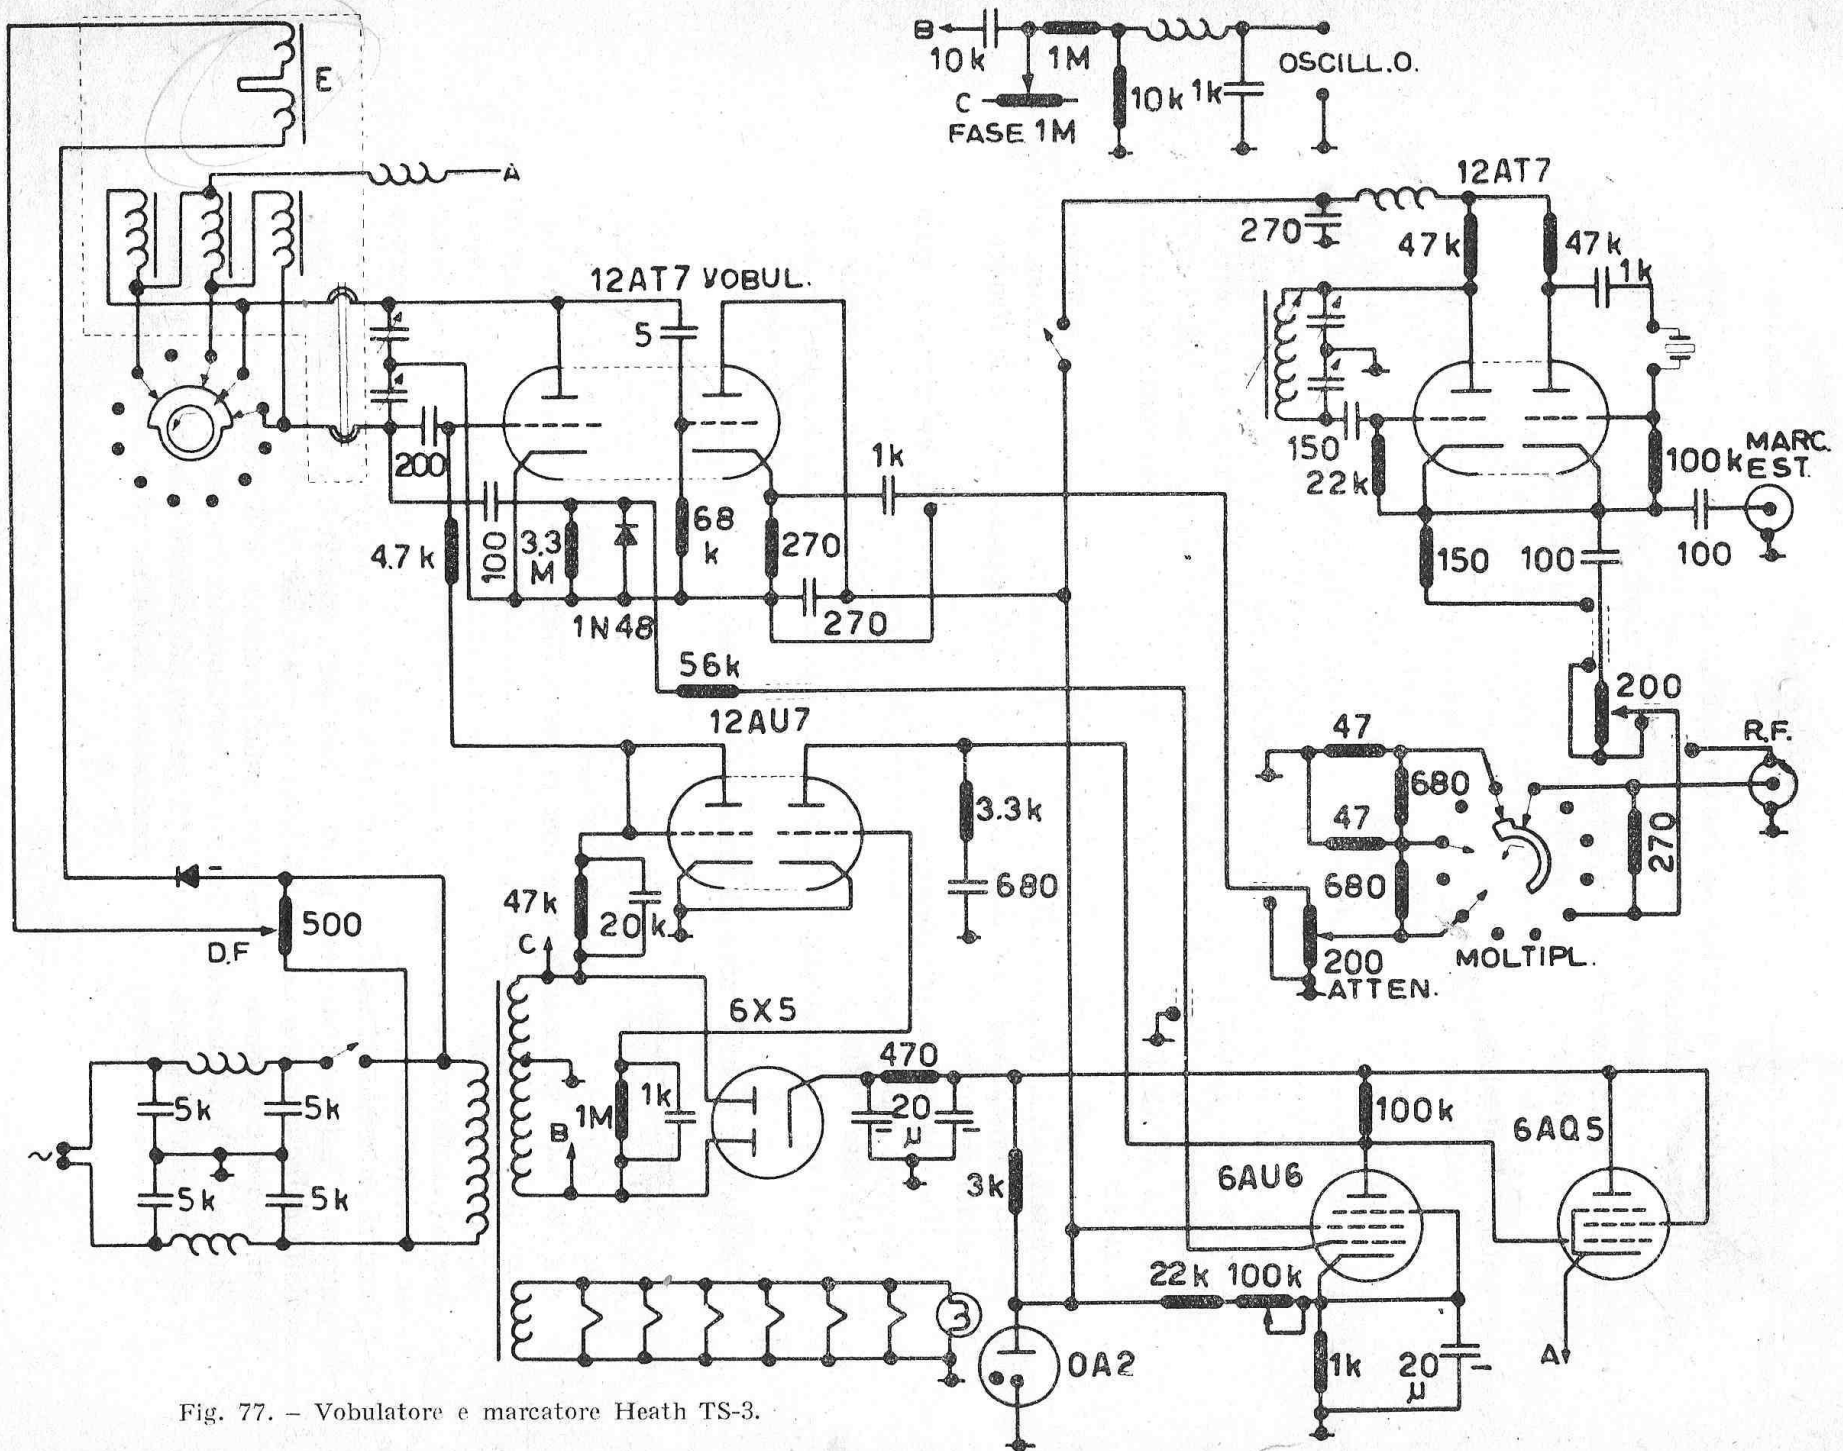 B 10k 1M 10k 1k OSCILL.O.
C FASE 1M
E
A
12AT7
270 47k 47k 1k
12AT7 VOBUL.
5
200
150
22k
100k MARC. EST.
1k
4.7k 100 3.3 M 68 k 270
150 100 100
1N48 270
56k
12AU7
200
47 R.F.
680
3.3k
47
270
680
680
47k 20k
C
500
D.F
MOLTIPL.
200
ATTEN.
6X5
470
5k 5k
1M 1k
20 µ
B
100k
6AQ5
~
5k 5k
3k
6AU6
22k 100k
0A2
1k 20 µ
A
Fig. 77. – Vobulatore e marcatore Heath TS-3.